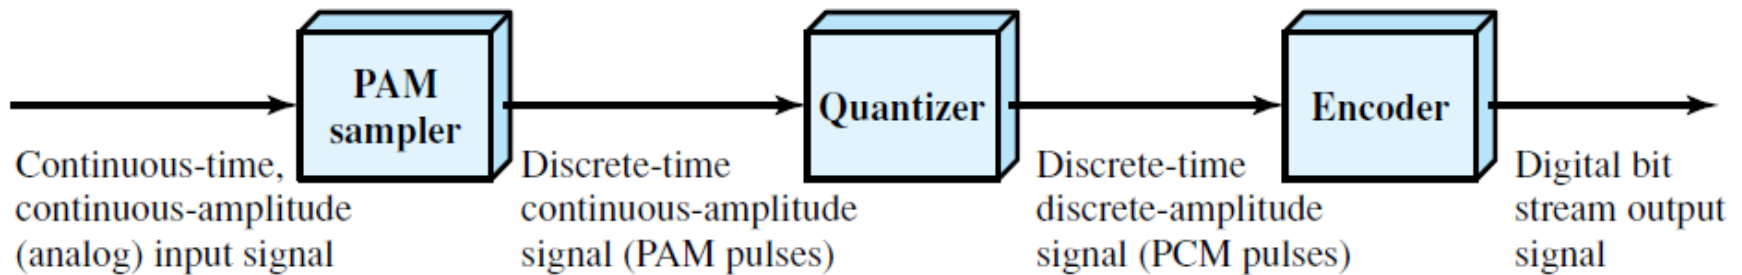 PAM
sampler
Quantizer
Encoder
Continuous-time,
continuous-amplitude
(analog) input signal
Discrete-time
continuous-amplitude
signal (PAM pulses)
Discrete-time
discrete-amplitude
signal (PCM pulses)
Digital bit
stream output
signal